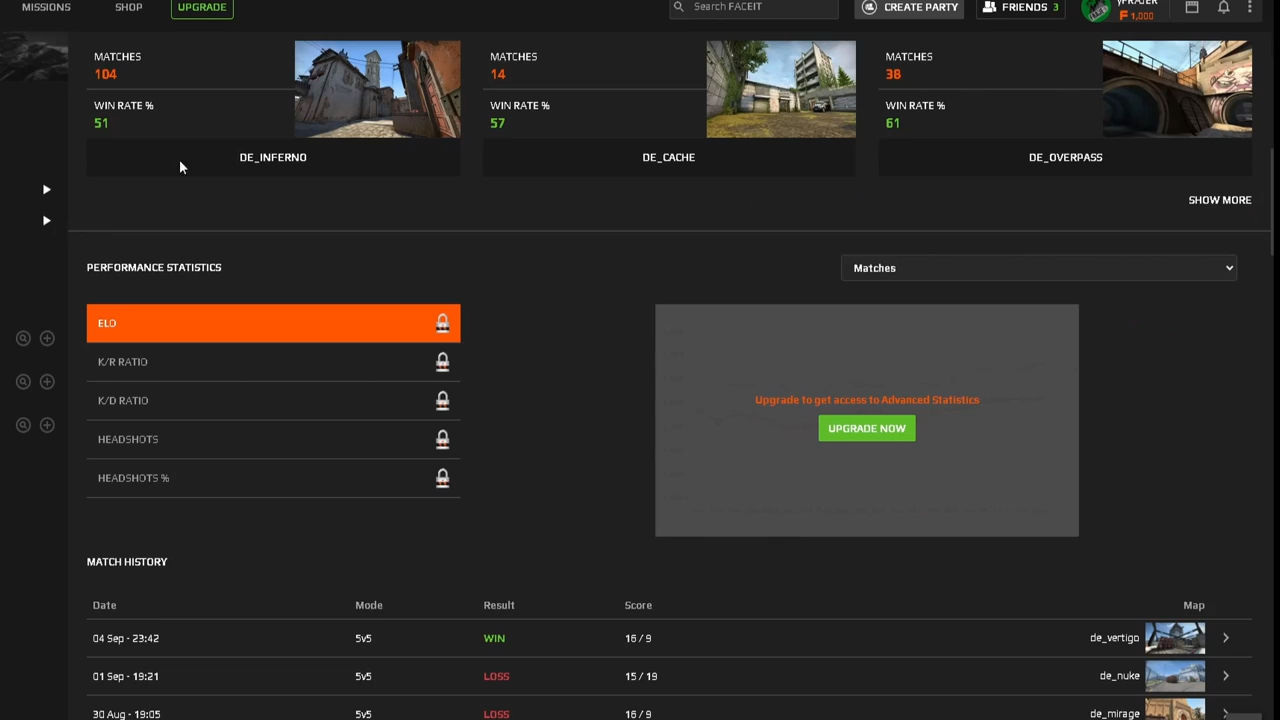 MISSIONS SHOP UPGRADE Search FACEIT CREATE PARTY FRIENDS 3 yFRAJER
1,000
MATCHES
104
WIN RATE %
51
DE_INFERNO
MATCHES
14
WIN RATE %
57
DE_CACHE
MATCHES
38
WIN RATE %
61
DE_OVERPASS
SHOW MORE
PERFORMANCE STATISTICS
Matches
ELO
K/R RATIO
K/D RATIO
HEADSHOTS
HEADSHOTS %
Upgrade to get access to Advanced Statistics
UPGRADE NOW
MATCH HISTORY
Date Mode Result Score Map
04 Sep - 23:42 5v5 WIN 16 / 9 de_vertigo
01 Sep - 19:21 5v5 LOSS 15 / 19 de_nuke
30 Aug - 19:05 5v5 LOSS 16 / 9 de_mirage